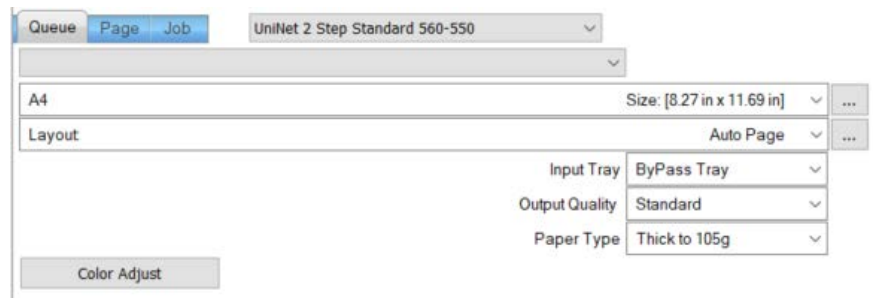 Queue Page Job UniNet 2 Step Standard 560-550
A4 Size: [8.27 in x 11.69 in] ...
Layout Auto Page ...
Input Tray ByPass Tray
Output Quality Standard
Paper Type Thick to 105g
Color Adjust